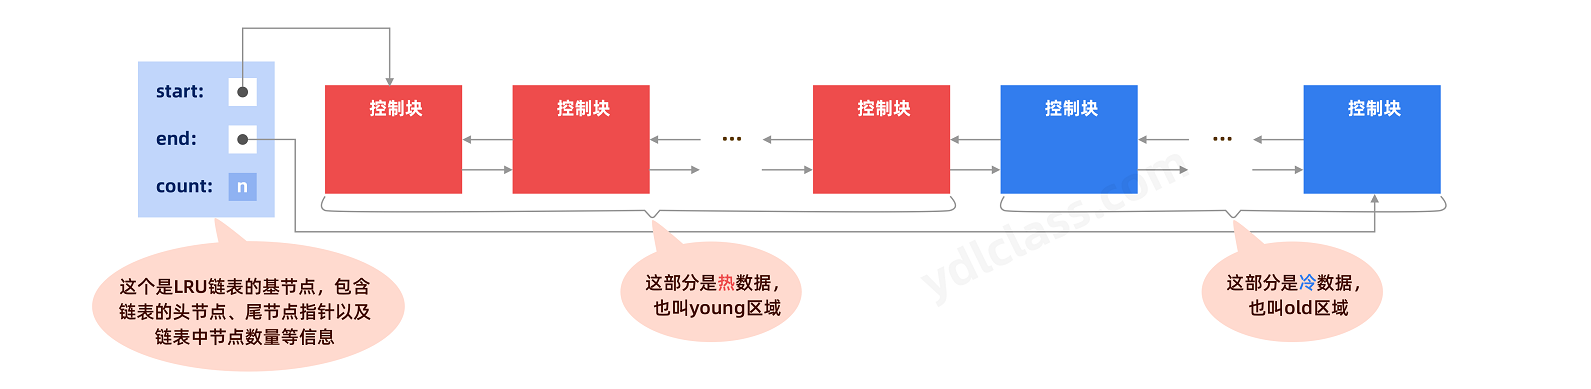 start:
end:
count: n
控制块
控制块
...
控制块
控制块
...
控制块
这个是LRU链表的基节点，包含
链表的头节点、尾节点指针以及
链表中节点数量等信息
这部分是热数据，
也叫young区域
这部分是冷数据，
也叫old区域
ydlclass.com